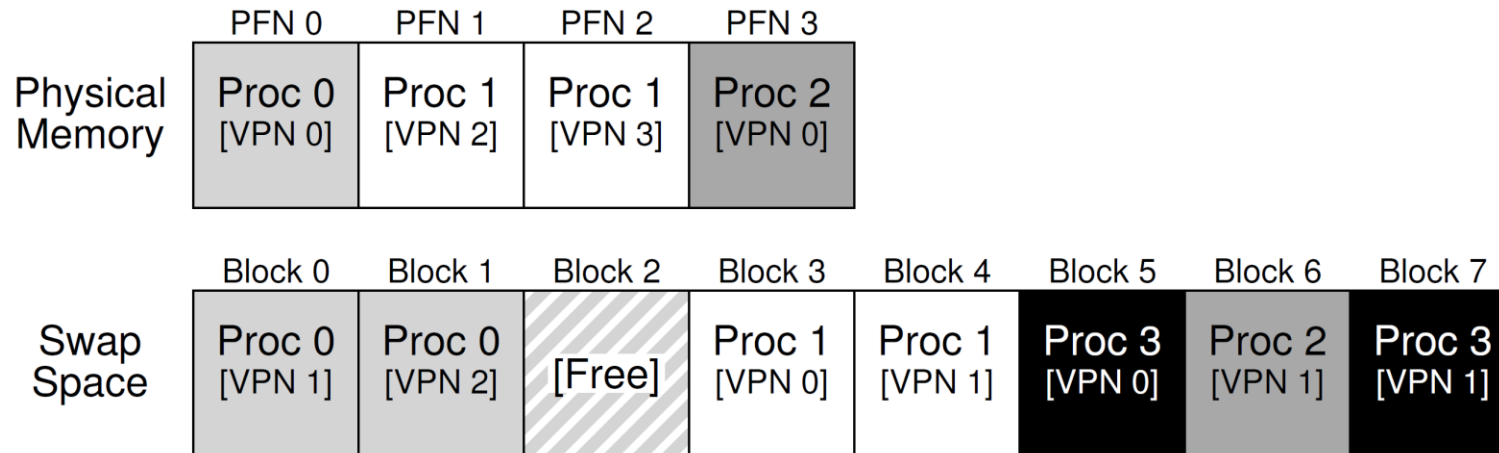 PFN 0 PFN 1 PFN 2 PFN 3
Physical Memory
Proc 0 Proc 1 Proc 1 Proc 2
[VPN 0] [VPN 2] [VPN 3] [VPN 0]
Block 0 Block 1 Block 2 Block 3 Block 4 Block 5 Block 6 Block 7
Swap Space
Proc 0 Proc 0 [Free] Proc 1 Proc 1 Proc 3 Proc 2 Proc 3
[VPN 1] [VPN 2] [VPN 0] [VPN 1] [VPN 0] [VPN 1] [VPN 1]